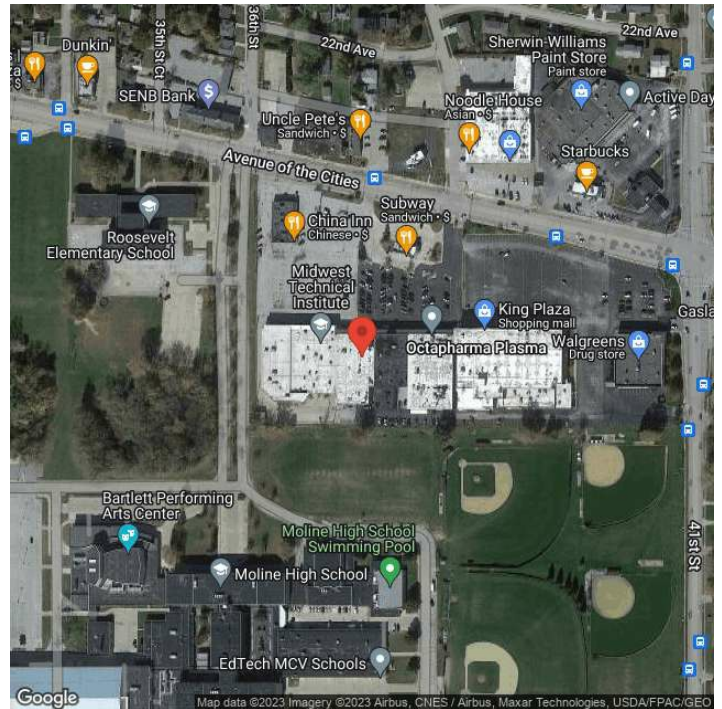 22nd Ave
22nd Ave
Sherwin-Williams
Paint Store
Paint store
35th St Ct
36th St
Dunkin'
$
SENB Bank
Uncle Pete's
Sandwich • $
Noodle House
Asian • $
Active Day
Starbucks
Avenue of the Cities
Subway
Sandwich • $
China Inn
Chinese • $
Roosevelt
Elementary School
Midwest
Technical
Institute
King Plaza
Shopping mall
Octapharma Plasma
Walgreens
Drug store
Bartlett Performing
Arts Center
Moline High School
Swimming Pool
Moline High School
41st St
EdTech MCV Schools
Google
Map data ©2023 Imagery ©2023 Airbus, CNES / Airbus, Maxar Technologies, USDA/FPAC/GEO